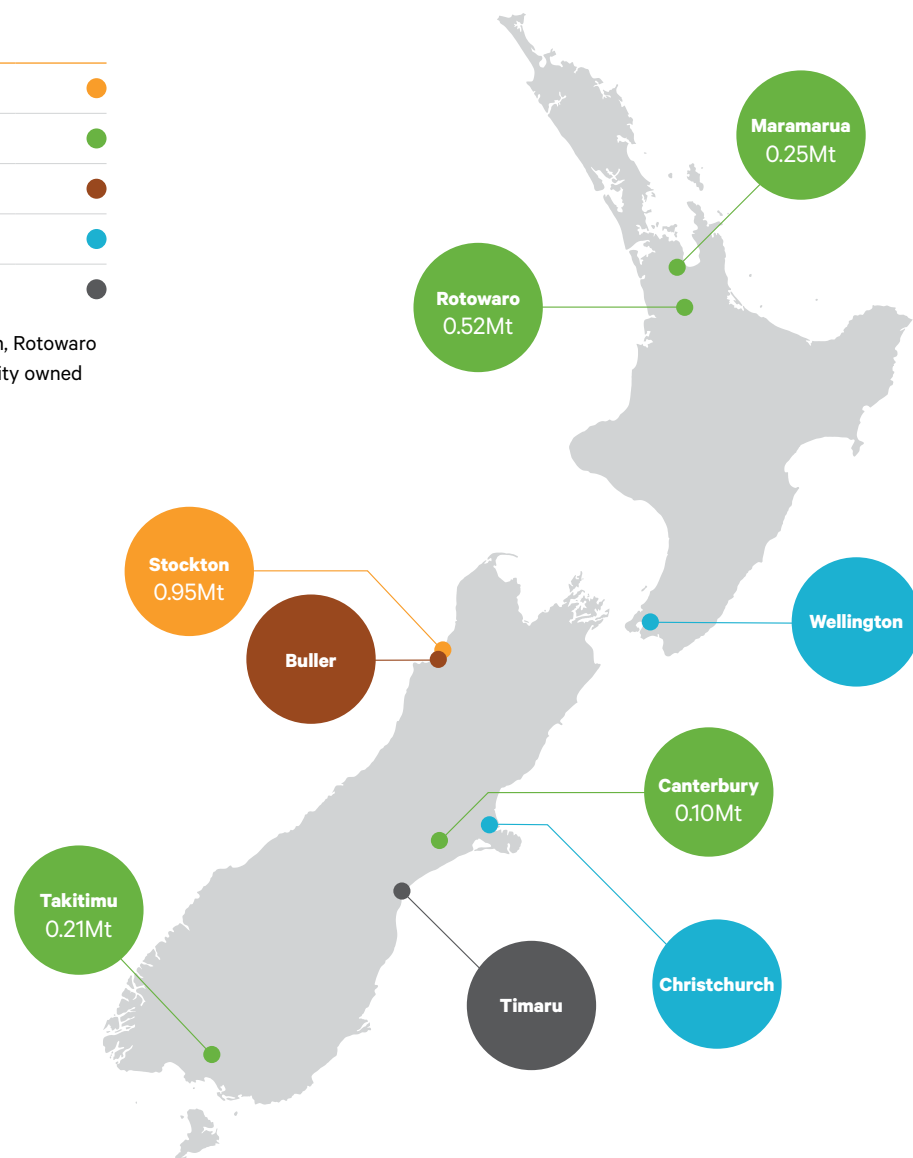 Maramarua
0.25Mt
Rotowaro
0.52Mt
, Rotowaro
ity owned
Stockton
0.95Mt
Buller
Wellington
Canterbury
0.10Mt
Takitimu
0.21Mt
Timaru
Christchurch